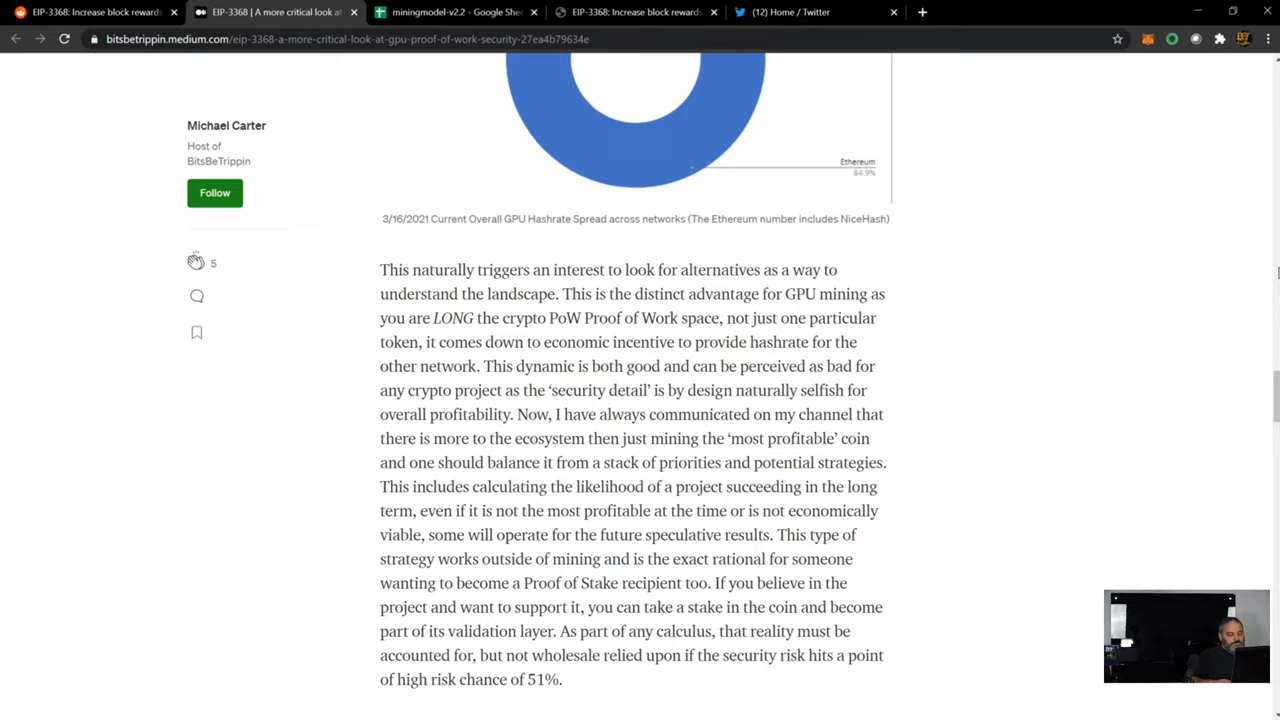 EIP-3368: Increase block rewards
EIP-3368 | A more critical look at
miningmodel-v1.2 - Google She
EIP-3368: Increase block rewards
(12) Home / Twitter
bitsbetrippin.medium.com/eip-3368-a-more-critical-look-at-gpu-proof-of-work-security-27ea4b79634e
Michael Carter
Host of
BitsBeTrippin
Follow
5
Ethereum
84.9%
3/16/2021 Current Overall GPU Hashrate Spread across networks (The Ethereum number includes NiceHash)
This naturally triggers an interest to look for alternatives as a way to
understand the landscape. This is the distinct advantage for GPU mining as
you are LONG the crypto PoW Proof of Work space, not just one particular
token, it comes down to economic incentive to provide hashrate for the
other network. This dynamic is both good and can be perceived as bad for
any crypto project as the ‘security detail’ is by design naturally selfish for
overall profitability. Now, I have always communicated on my channel that
there is more to the ecosystem then just mining the ‘most profitable’ coin
and one should balance it from a stack of priorities and potential strategies.
This includes calculating the likelihood of a project succeeding in the long
term, even if it is not the most profitable at the time or is not economically
viable, some will operate for the future speculative results. This type of
strategy works outside of mining and is the exact rational for someone
wanting to become a Proof of Stake recipient too. If you believe in the
project and want to support it, you can take a stake in the coin and become
part of its validation layer. As part of any calculus, that reality must be
accounted for, but not wholesale relied upon if the security risk hits a point
of high risk chance of 51%.